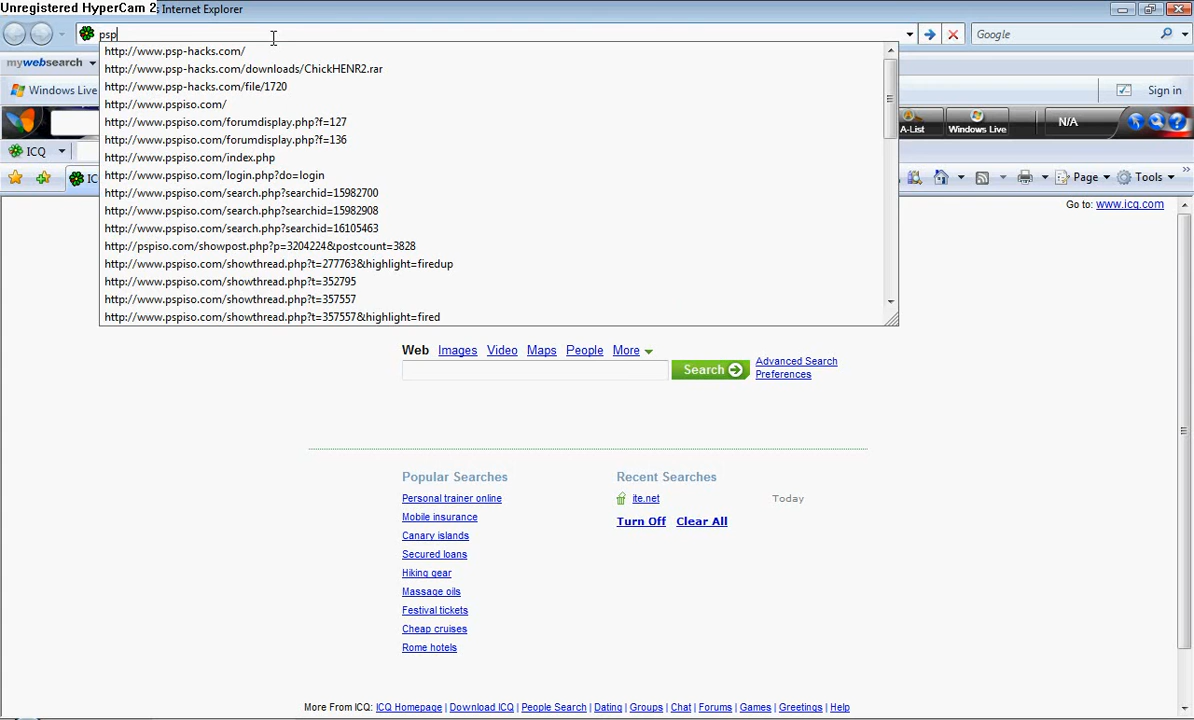 Unregistered HyperCam 2 Internet Explorer
psp
Google
http://www.psp-hacks.com/
http://www.psp-hacks.com/downloads/ChickHENR2.rar
http://www.psp-hacks.com/file/1720
http://www.pspiso.com/
http://www.pspiso.com/forumdisplay.php?f=127
http://www.pspiso.com/forumdisplay.php?f=136
http://www.pspiso.com/index.php
http://www.pspiso.com/login.php?do=login
http://www.pspiso.com/search.php?searchid=15982700
http://www.pspiso.com/search.php?searchid=15982908
http://www.pspiso.com/search.php?searchid=16105463
http://pspiso.com/showpost.php?p=3204224&postcount=3828
http://www.pspiso.com/showthread.php?t=277763&highlight=firedup
http://www.pspiso.com/showthread.php?t=352795
http://www.pspiso.com/showthread.php?t=357557
http://www.pspiso.com/showthread.php?t=357557&highlight=fired
mywebsearch
Windows Live
Sign in
A-List
Windows Live
N/A
ICQ
IC
Page
Tools
Go to: www.icq.com
Web Images Video Maps People More
Search
Advanced Search
Preferences
Popular Searches
Personal trainer online
Mobile insurance
Canary islands
Secured loans
Hiking gear
Massage oils
Festival tickets
Cheap cruises
Rome hotels
Recent Searches
ite.net Today
Turn Off Clear All
More From ICQ: ICQ Homepage | Download ICQ | People Search | Dating | Groups | Chat | Forums | Games | Greetings | Help